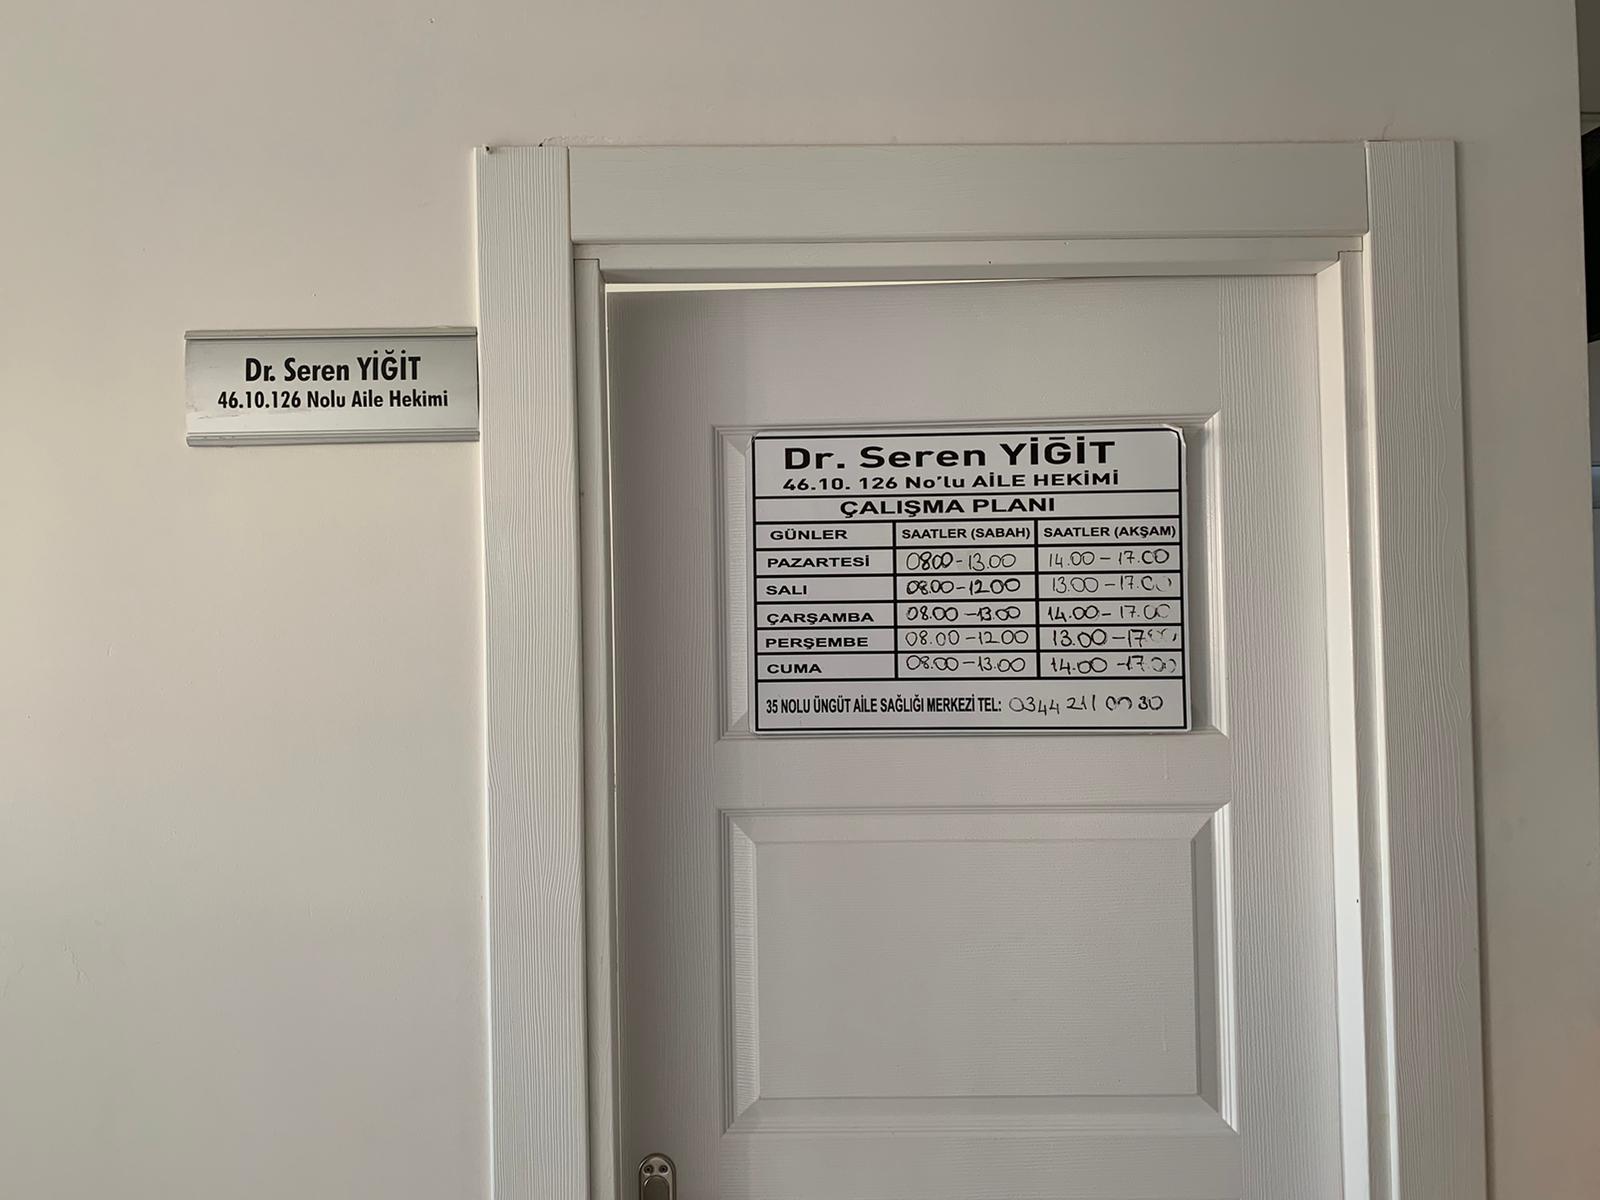 Dr. Seren YİĞİT
46.10.126 Nolu Aile Hekimi
Dr. Seren YİĞİT
46.10. 126 No'lu AİLE HEKİMİ
ÇALIŞMA PLANI
GÜNLER SAATLER (SABAH) SAATLER (AKŞAM)
PAZARTESİ 0800-13.00 14.00-17.00
SALI 08.00-12.00 13.00-17.00
ÇARŞAMBA 08.00-13.00 14.00-17.00
PERŞEMBE 08.00-12.00 13.00-17.00
CUMA 08.00-13.00 14.00-17.00
35 NOLU ÜNGÜT AİLE SAĞLIĞI MERKEZİ TEL: 0344 211 00 30